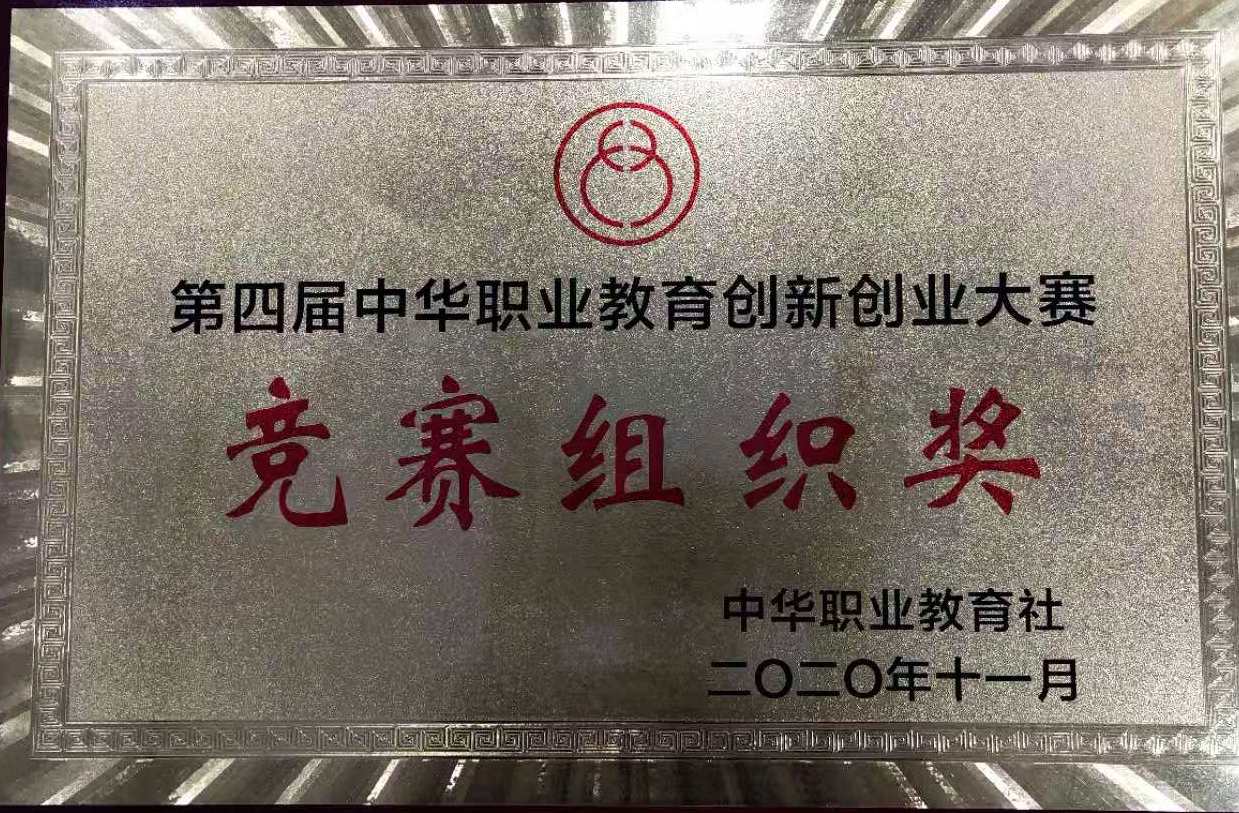 第四届中华职业教育创新创业大赛
竞赛组织奖
中华职业教育社
二〇二〇年十一月